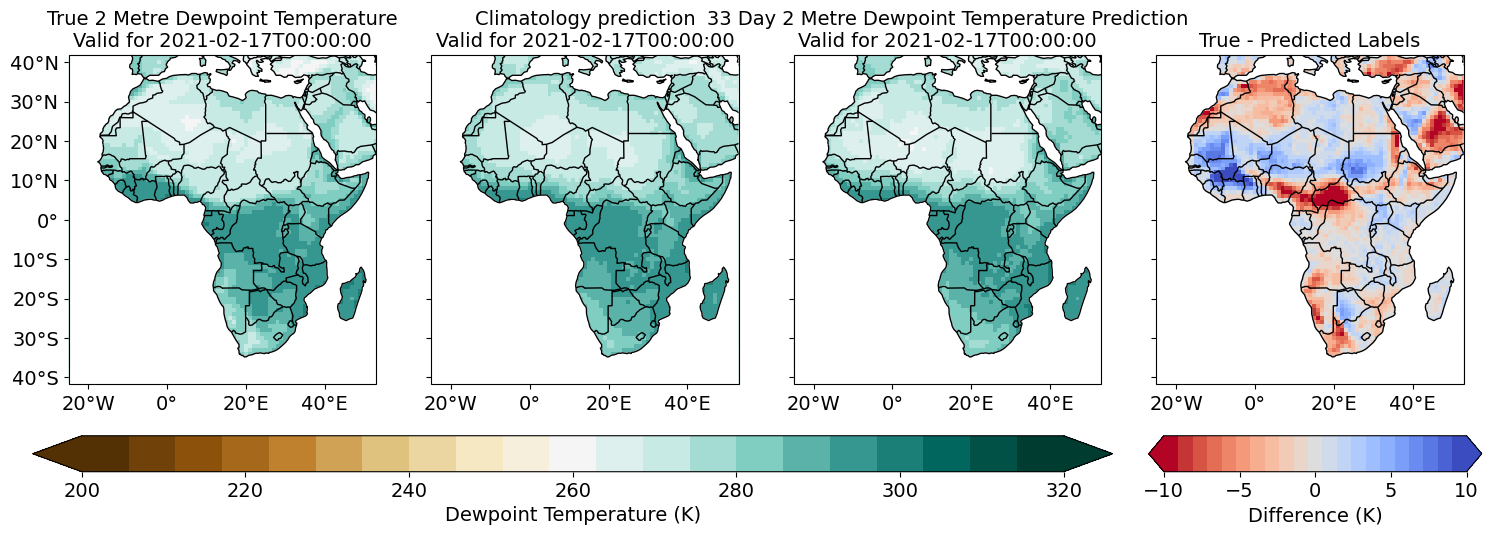 True 2 Metre Dewpoint Temperature
Valid for 2021-02-17T00:00:00
Climatology prediction  33 Day 2 Metre Dewpoint Temperature Prediction
Valid for 2021-02-17T00:00:00
Valid for 2021-02-17T00:00:00
True - Predicted Labels
40°N
30°N
20°N
10°N
0°
10°S
20°S
30°S
40°S
20°W 0° 20°E 40°E
20°W 0° 20°E 40°E
20°W 0° 20°E 40°E
20°W 0° 20°E 40°E
200 220 240 260 280 300 320
Dewpoint Temperature (K)
−10 −5 0 5 10
Difference (K)